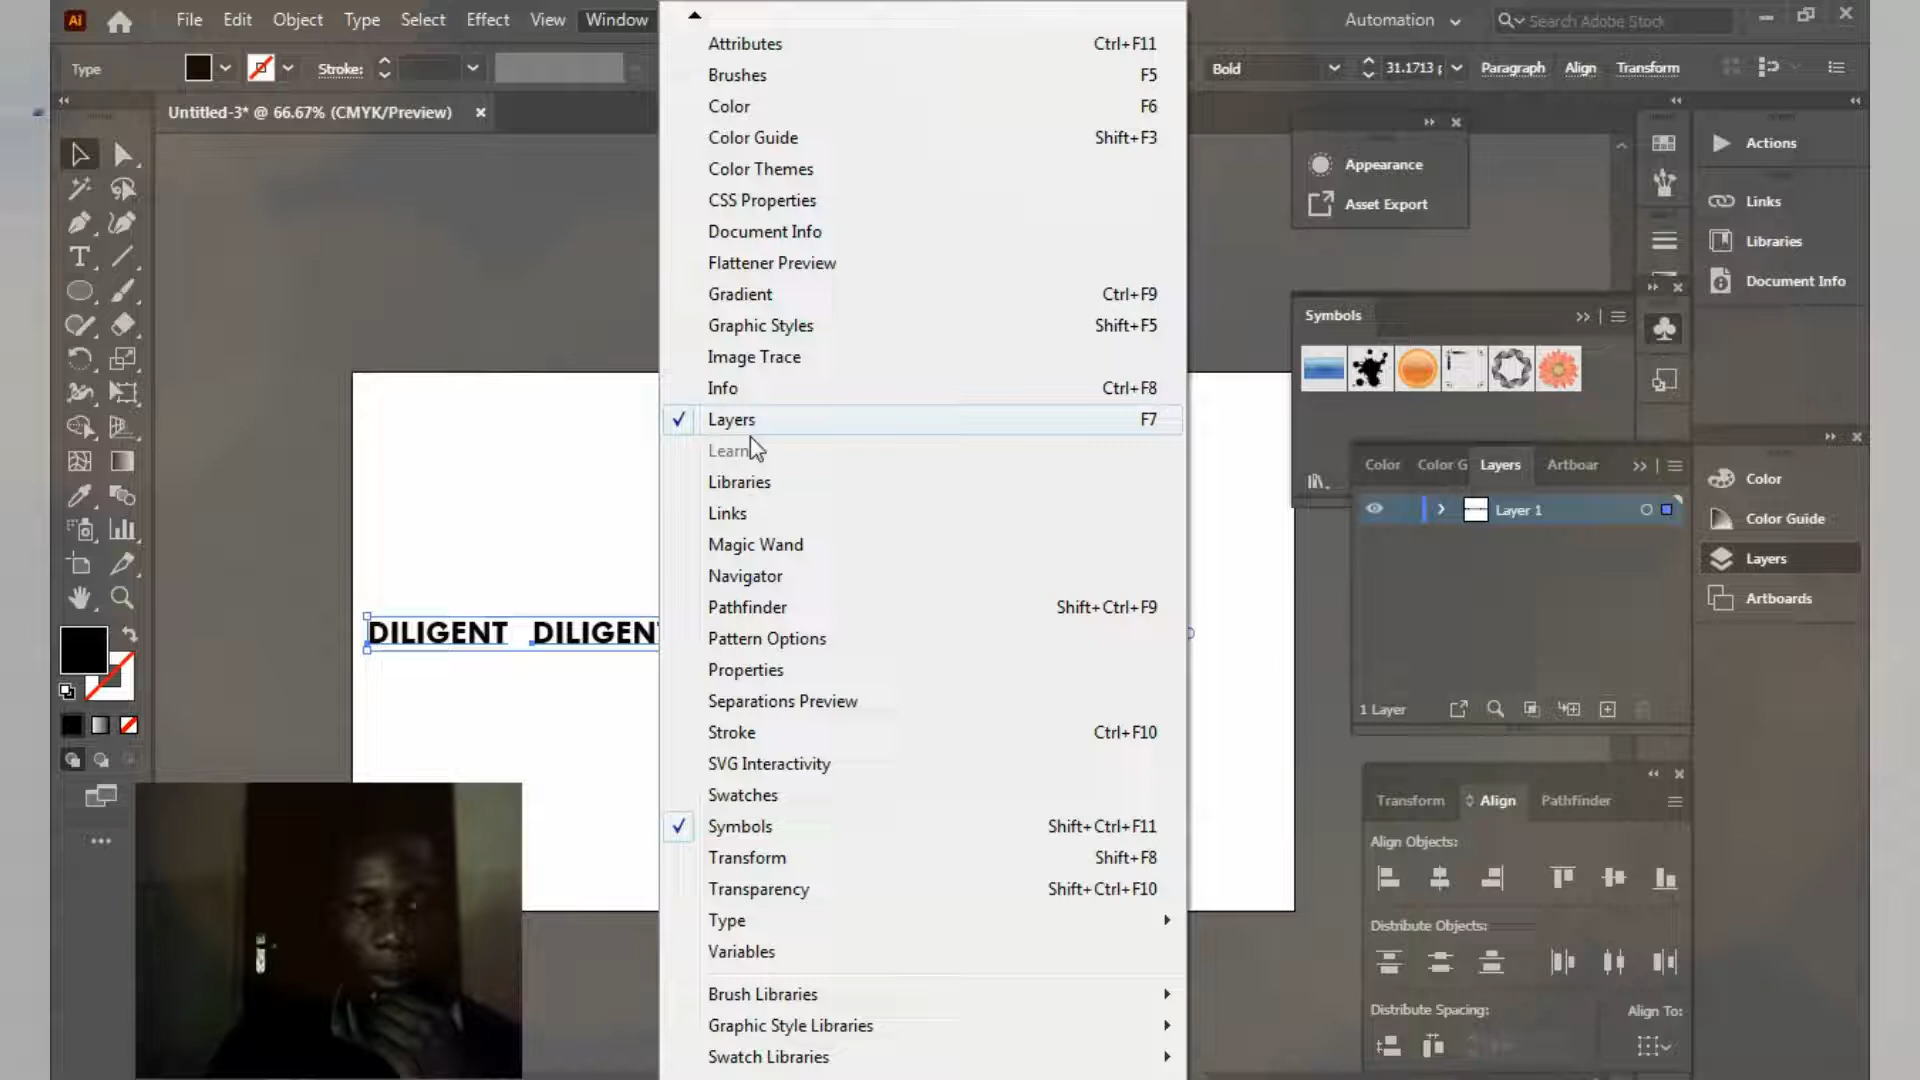 Ai File Edit Object Type Select Effect View Window Automation Search Adobe Stock
Type Stroke: Bold 31.1713 p Paragraph Align Transform
Untitled-3* @ 66.67% (CMYK/Preview)
Attributes Ctrl+F11
Brushes F5
Color F6
Color Guide Shift+F3
Color Themes
CSS Properties
Document Info
Flattener Preview
Gradient Ctrl+F9
Graphic Styles Shift+F5
Image Trace
Info Ctrl+F8
Layers F7
Learn
Libraries
Links
Magic Wand
Navigator
Pathfinder Shift+Ctrl+F9
Pattern Options
Properties
Separations Preview
Stroke Ctrl+F10
SVG Interactivity
Swatches
Symbols Shift+Ctrl+F11
Transform Shift+F8
Transparency Shift+Ctrl+F10
Type
Variables
Brush Libraries
Graphic Style Libraries
Swatch Libraries
DILIGENT DILIGENT
Appearance
Asset Export
Symbols
Color Color G Layers Artboar
Layer 1
1 Layer
Transform Align Pathfinder
Align Objects:
Distribute Objects:
Distribute Spacing: Align To:
Actions
Links
Libraries
Document Info
Color
Color Guide
Layers
Artboards